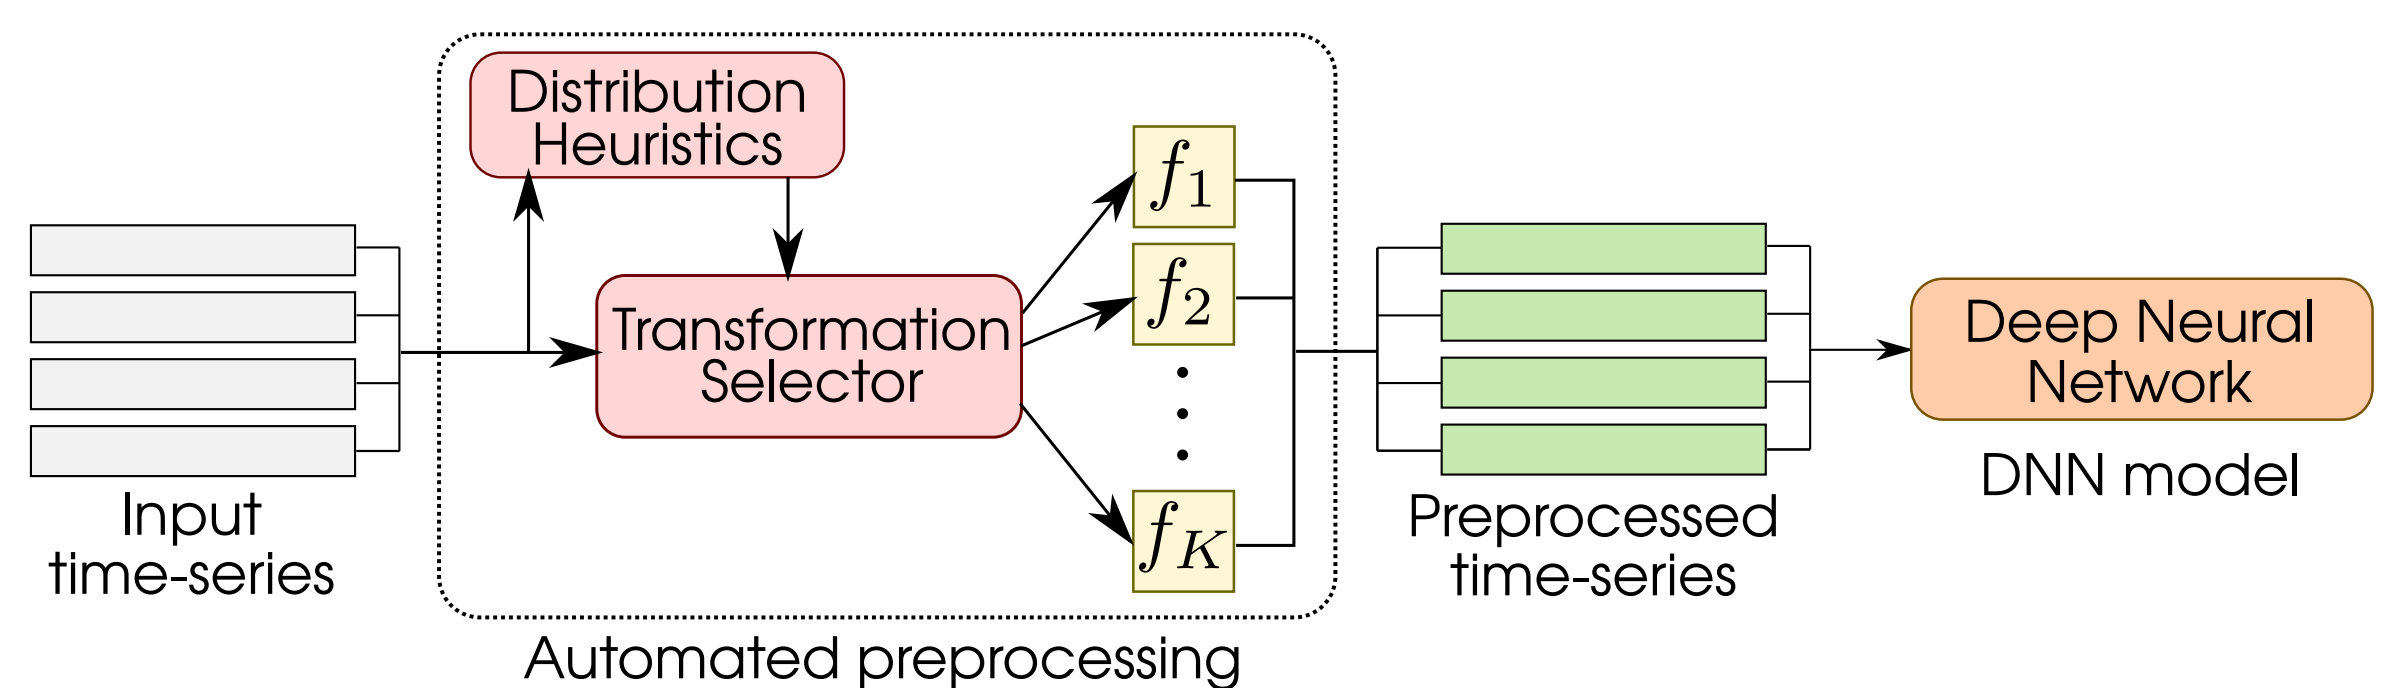 Distribution
Heuristics
Transformation
Selector
f1
f2
fK
Input
time-series
Automated preprocessing
Preprocessed
time-series
Deep Neural
Network
DNN model